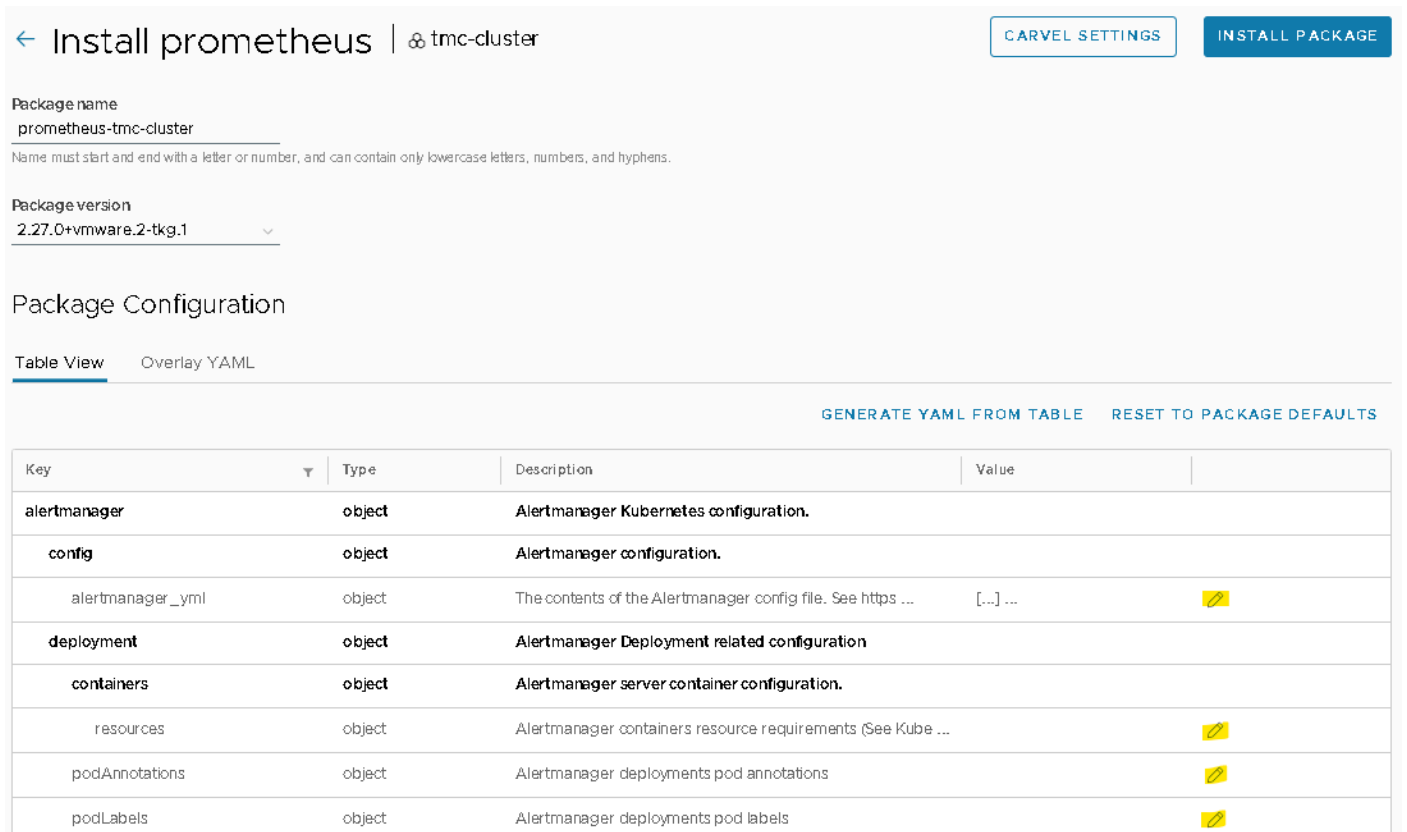 Install prometheus tmc-cluster CARVEL SETTINGS INSTALL PACKAGE
Package name
prometheus-tmc-cluster
Name must start and end with a letter or number, and can contain only lowercase letters, numbers, and hyphens.
Package version
2.27.0+vmware.2-tkg.1
Package Configuration
Table View Overlay YAML
GENERATE YAML FROM TABLE RESET TO PACKAGE DEFAULTS
Key Type Description Value
alertmanager object Alertmanager Kubernetes configuration.
config object Alertmanager configuration.
alertmanager_yml object The contents of the Alertmanager config file. See https ... [...] ...
deployment object Alertmanager Deployment related configuration
containers object Alertmanager server container configuration.
resources object Alertmanager containers resource requirements (See Kube ...
podAnnotations object Alertmanager deployments pod annotations
podLabels object Alertmanager deployments pod labels